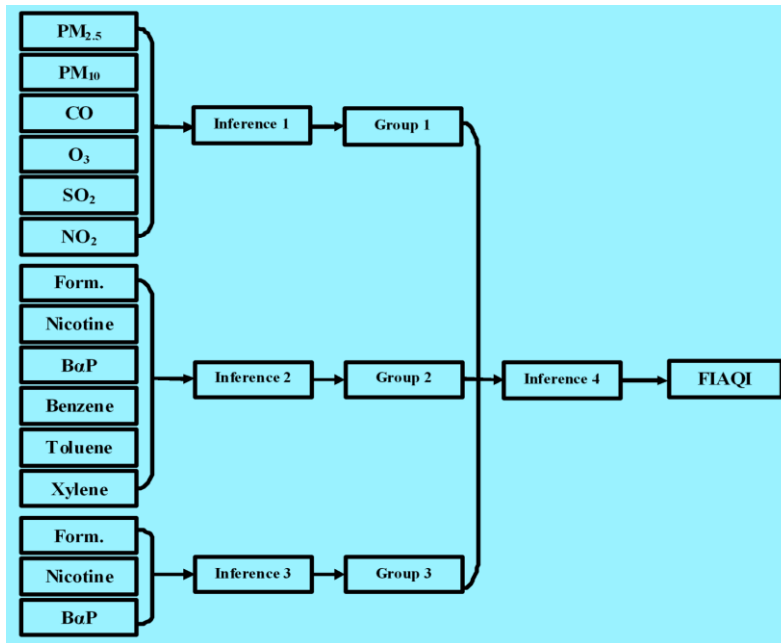 PM₂.₅
PM₁₀
CO
O₃
SO₂
NO₂
Inference 1
Group 1
Form.
Nicotine
BαP
Benzene
Toluene
Xylene
Inference 2
Group 2
Inference 4
FIAQI
Form.
Nicotine
BαP
Inference 3
Group 3